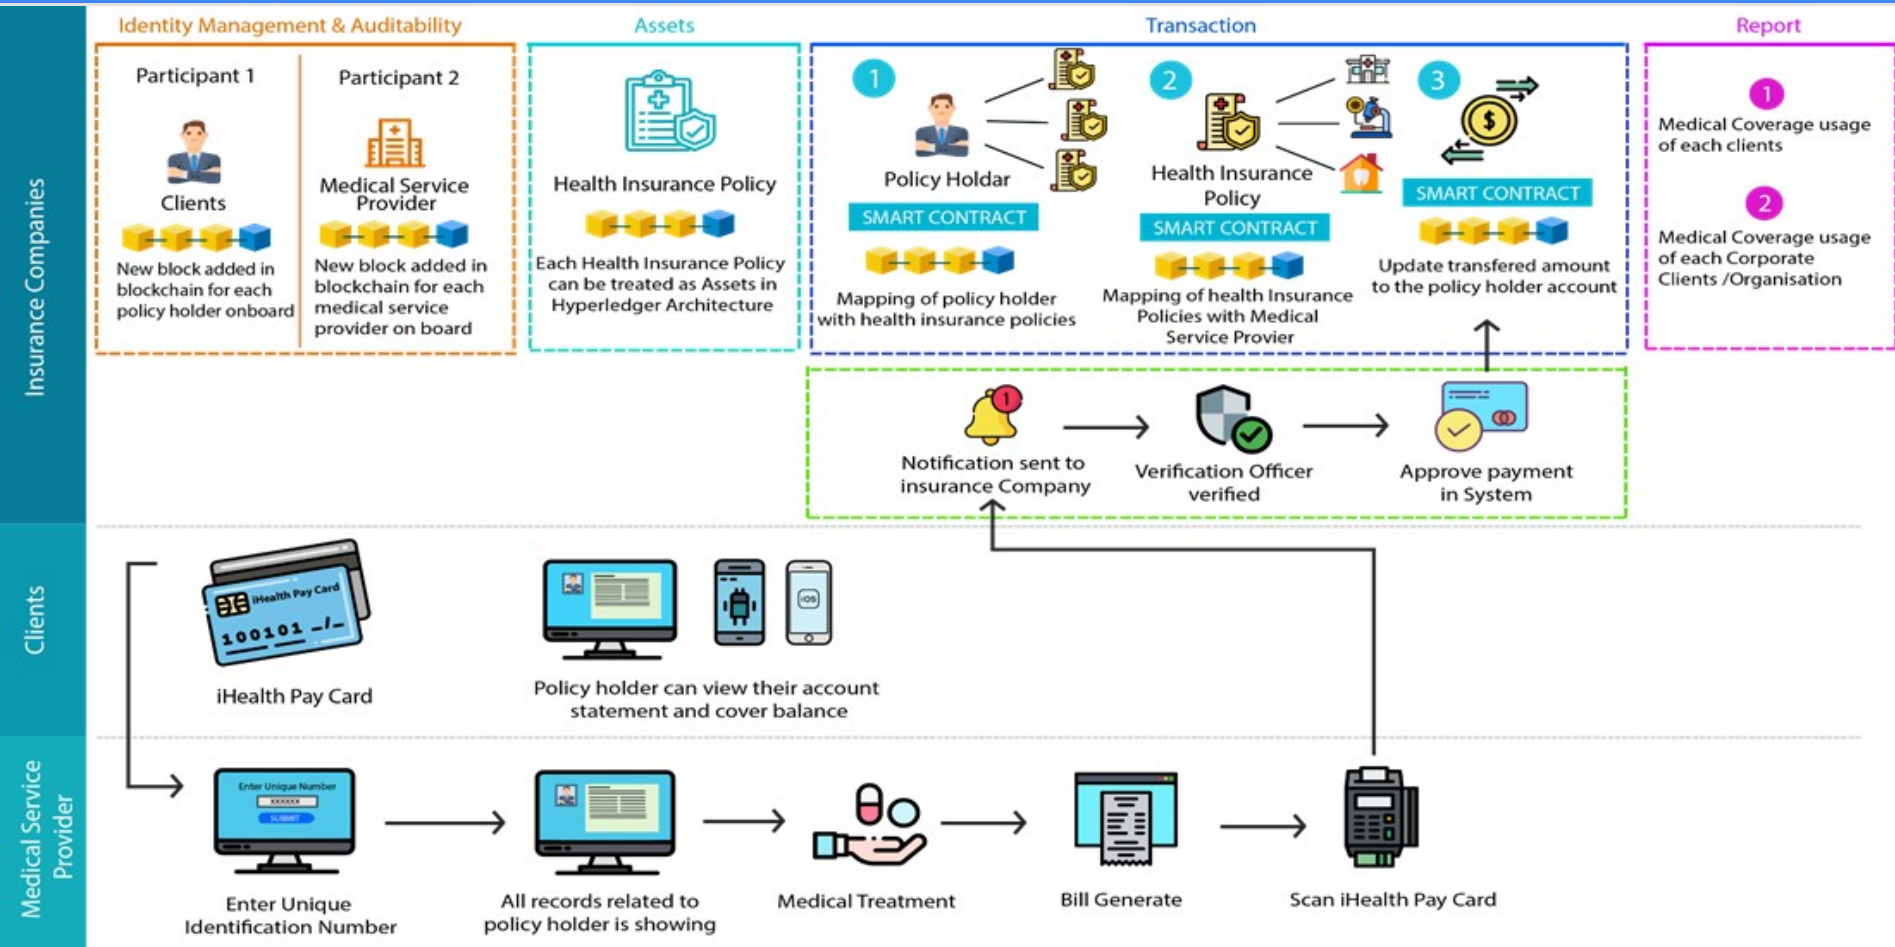 Identity Management & Auditability
Assets
Transaction
Report
Insurance Companies
Participant 1
Clients
New block added in
blockchain for each
policy holder onboard
Participant 2
Medical Service
Provider
New block added in
blockchain for each
medical service
provider on board
Health Insurance Policy
Each Health Insurance Policy
can be treated as Assets in
Hyperledger Architecture
1
Policy Holdar
SMART CONTRACT
Mapping of policy holder
with health insurance policies
2
Health Insurance
Policy
SMART CONTRACT
Mapping of health Insurance
Policies with Medical
Service Provier
3
$
SMART CONTRACT
Update transfered amount
to the policy holder account
1
Medical Coverage usage
of each clients
2
Medical Coverage usage
of each Corporate
Clients /Organisation
1
Notification sent to
insurance Company
Verification Officer
verified
Approve payment
in System
Clients
iHealth Pay Card
100101 _/_
iHealth Pay Card
iOS
Policy holder can view their account
statement and cover balance
Medical Service
Provider
Enter Unique Number
XXXXXX
SUBMIT
Enter Unique
Identification Number
All records related to
policy holder is showing
Medical Treatment
Bill Generate
Scan iHealth Pay Card